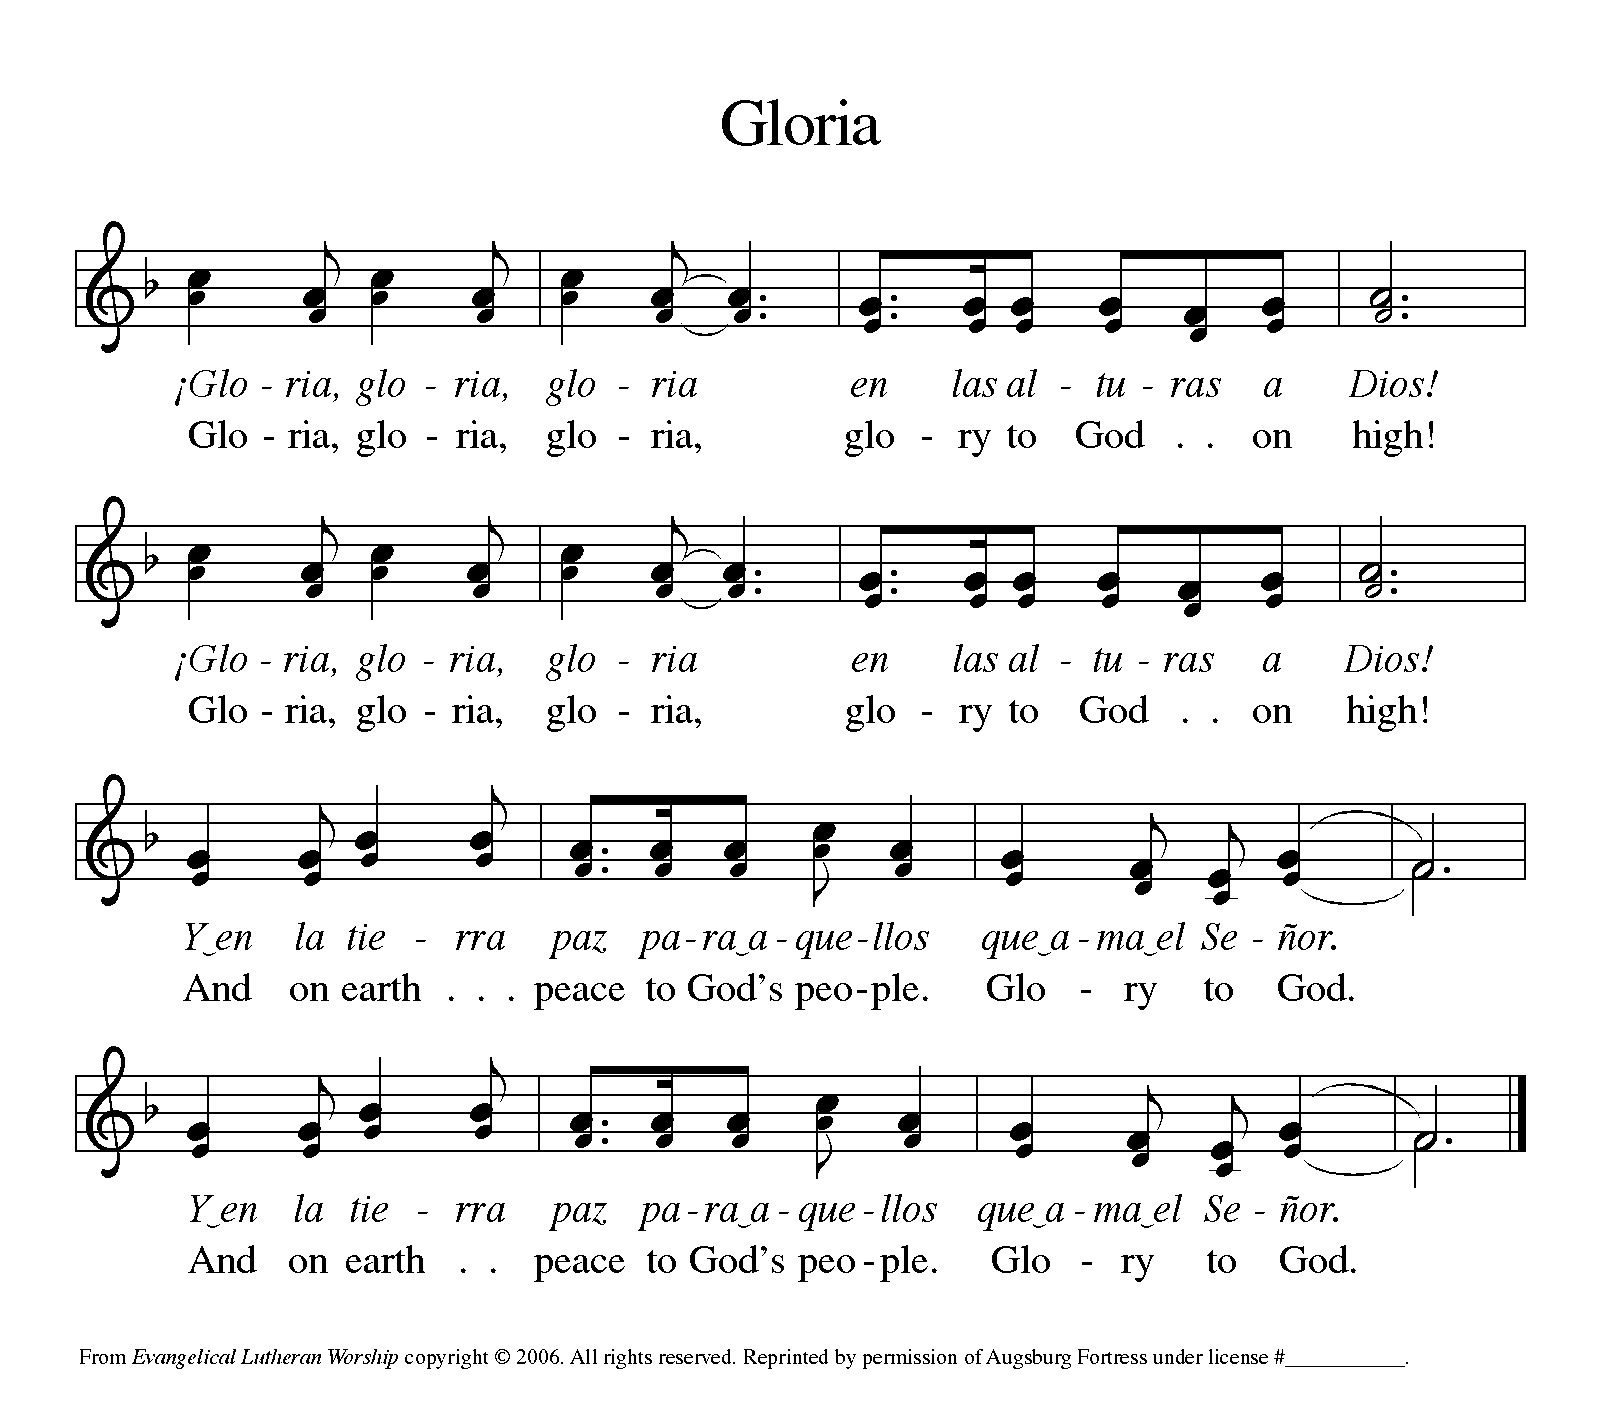 Gloria
¡Glo - ria, glo - ria, glo - ria en las al - tu - ras a Dios!
Glo - ria, glo - ria, glo - ria, glo - ry to God . . on high!
¡Glo - ria, glo - ria, glo - ria en las al - tu - ras a Dios!
Glo - ria, glo - ria, glo - ria, glo - ry to God . . on high!
Y‿en la tie - rra paz pa-ra‿a-que-llos que‿a-ma‿el Se - ñor.
And on earth . . . peace to God's peo-ple. Glo - ry to God.
Y‿en la tie - rra paz pa-ra‿a-que-llos que‿a-ma‿el Se - ñor.
And on earth . . peace to God's peo-ple. Glo - ry to God.
From Evangelical Lutheran Worship copyright © 2006. All rights reserved. Reprinted by permission of Augsburg Fortress under license #___________.